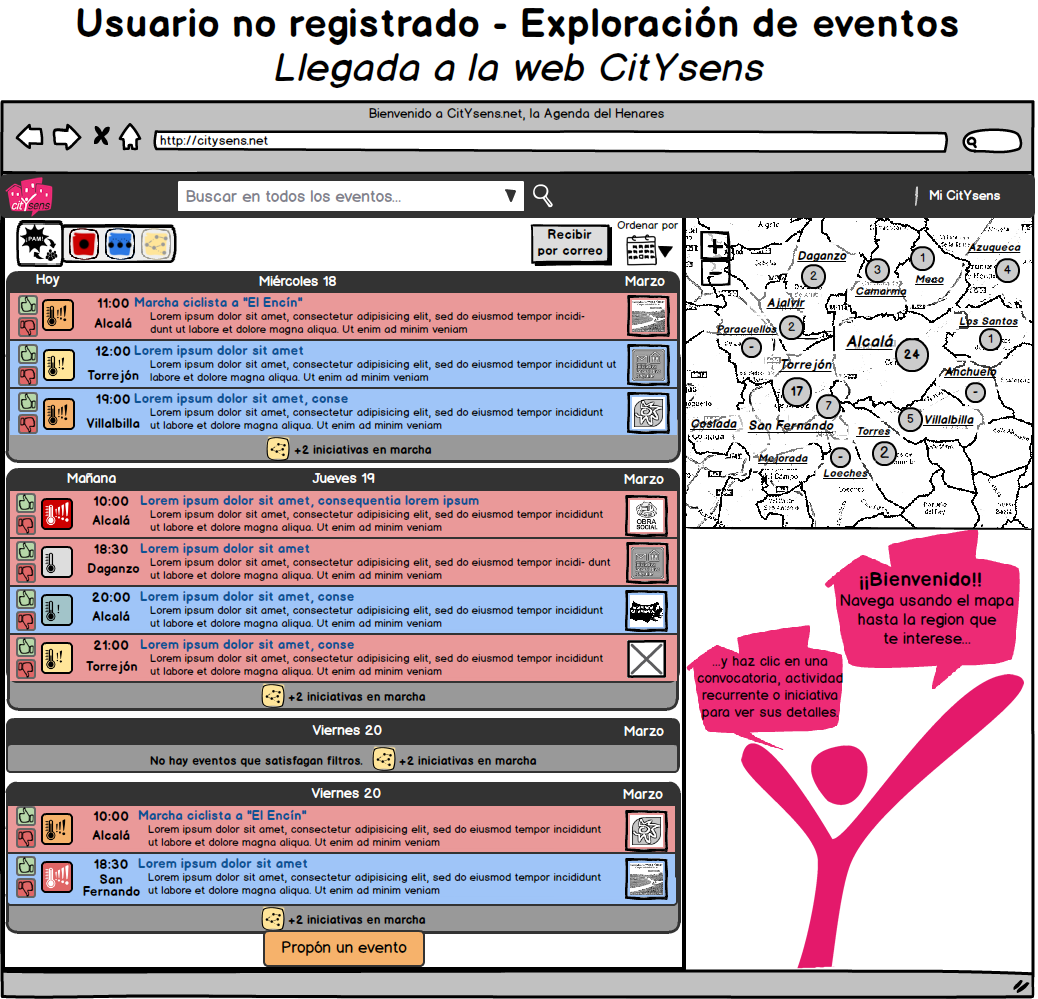 Usuario no registrado - Exploración de eventos
Llegada a la web CitYsens
Bienvenido a CitYsens.net, la Agenda del Henares
http://citysens.net
citYsens
Buscar en todos los eventos...
Mi CitYsens
Recibir
por correo
Ordenar por
Hoy Miércoles 18 Marzo
11:00 Marcha ciclista a "El Encín"
Alcalá
Lorem ipsum dolor sit amet, consectetur adipisicing elit, sed do eiusmod tempor incidi-
dunt ut labore et dolore magna aliqua. Ut enim ad minim veniam
12:00 Lorem ipsum dolor sit amet
Torrejón
Lorem ipsum dolor sit amet, consectetur adipisicing elit, sed do eiusmod tempor incididunt ut
labore et dolore magna aliqua. Ut enim ad minim veniam
19:00 Lorem ipsum dolor sit amet, conse
Villalbilla
Lorem ipsum dolor sit amet, consectetur adipisicing elit, sed do eiusmod tempor incididunt
ut labore et dolore magna aliqua. Ut enim ad minim veniam
+2 iniciativas en marcha
Mañana Jueves 19 Marzo
10:00 Lorem ipsum dolor sit amet, consequentia lorem ipsum
Alcalá
Lorem ipsum dolor sit amet, consectetur adipisicing elit, sed do eiusmod tempor incididunt
ut labore et dolore magna aliqua. Ut enim ad minim veniam
OBRA
SOCIAL
18:30 Lorem ipsum dolor sit amet
Daganzo
Lorem ipsum dolor sit amet, consectetur adipisicing elit, sed do eiusmod tempor incidi- dunt
ut labore et dolore magna aliqua. Ut enim ad minim veniam
20:00 Lorem ipsum dolor sit amet, conse
Alcalá
Lorem ipsum dolor sit amet, consectetur adipisicing elit, sed do eiusmod tempor incididunt
ut labore et dolore magna aliqua. Ut enim ad minim veniam
21:00 Lorem ipsum dolor sit amet, conse
Torrejón
Lorem ipsum dolor sit amet, consectetur adipisicing elit, sed do eiusmod tempor incididunt
ut labore et dolore magna aliqua. Ut enim ad minim veniam
+2 iniciativas en marcha
Viernes 20 Marzo
No hay eventos que satisfagan filtros. +2 iniciativas en marcha
Viernes 20 Marzo
10:00 Marcha ciclista a "El Encín"
Alcalá
Lorem ipsum dolor sit amet, consectetur adipisicing elit, sed do eiusmod tempor incididunt
ut labore et dolore magna aliqua. Ut enim ad minim veniam
18:30 Lorem ipsum dolor sit amet
San
Fernando
Lorem ipsum dolor sit amet, consectetur adipisicing elit, sed do eiusmod tempor incididunt
ut labore et dolore magna aliqua. Ut enim ad minim veniam
+2 iniciativas en marcha
Propón un evento
Daganzo 2
Camarma 3
Meco 1
Azuqueca 4
Ajalvir 2
Paracuellos -
Alcalá 24
Los Santos 1
Torrejón 17
Anchuelo -
Coslada
San Fernando 7
Villalbilla 5
Torres 2
Mejorada
Loeches -
¡¡Bienvenido!!
Navega usando el mapa
hasta la region que
te interese...
...y haz clic en una
convocatoria, actividad
recurrente o iniciativa
para ver sus detalles.